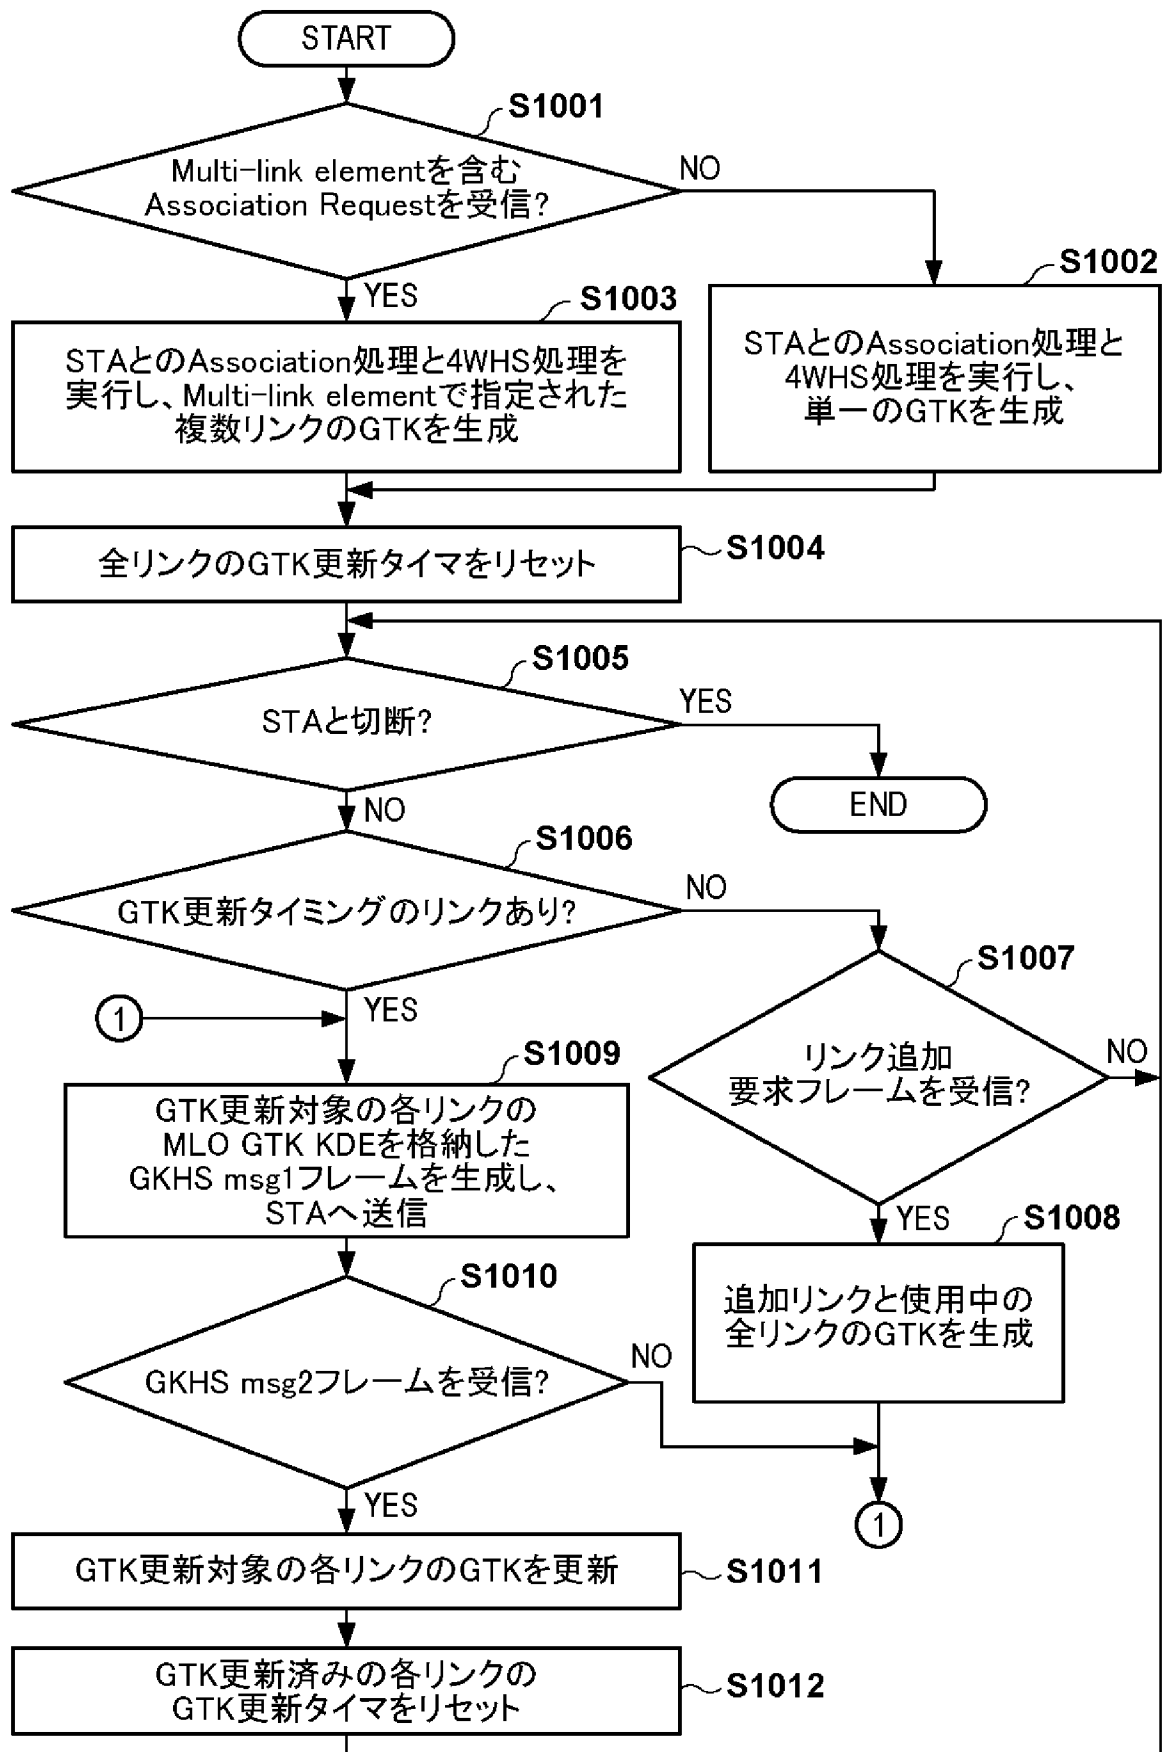 START
S1001
Multi-link elementを含む
Association Requestを受信?
NO
YES
S1002
STAとのAssociation処理と
4WHS処理を実行し、
単一のGTKを生成
S1003
STAとのAssociation処理と4WHS処理を
実行し、Multi-link elementで指定された
複数リンクのGTKを生成
S1004
全リンクのGTK更新タイマをリセット
S1005
STAと切断?
YES
END
NO
S1006
GTK更新タイミングのリンクあり?
NO
YES
1
S1007
リンク追加
要求フレームを受信?
NO
YES
S1008
追加リンクと使用中の
全リンクのGTKを生成
S1009
GTK更新対象の各リンクの
MLO GTK KDEを格納した
GKHS msg1フレームを生成し、
STAへ送信
S1010
GKHS msg2フレームを受信?
NO
YES
1
S1011
GTK更新対象の各リンクのGTKを更新
S1012
GTK更新済みの各リンクの
GTK更新タイマをリセット